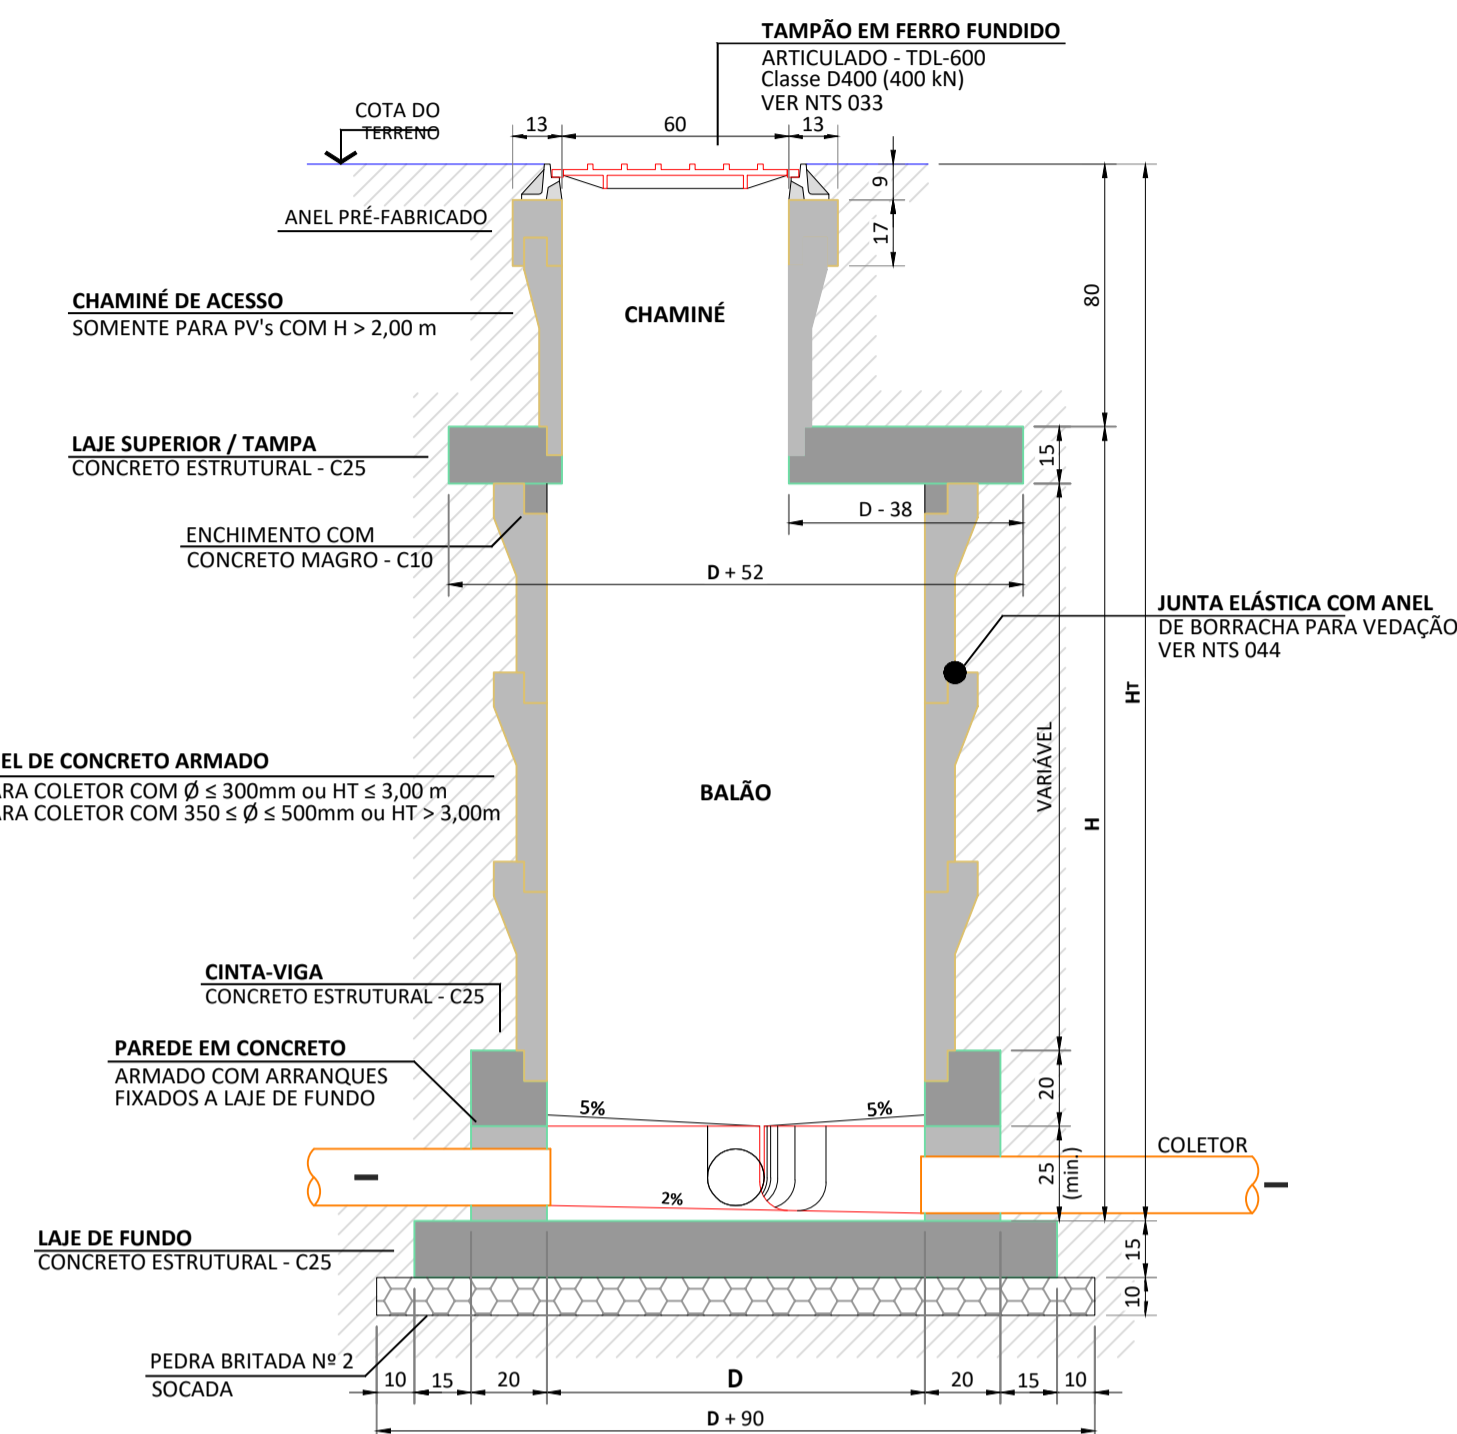 TAMPÃO EM FERRO FUNDIDO
ARTICULADO - TDL-600
Classe D400 (400 kN)
VER NTS 033
COTA DO
TERRENO
13
60
13
9
17
80
ANEL PRÉ-FABRICADO
CHAMINÉ DE ACESSO
SOMENTE PARA PV's COM H > 2,00 m
CHAMINÉ
LAJE SUPERIOR / TAMPA
CONCRETO ESTRUTURAL - C25
15
D - 38
ENCHIMENTO COM
CONCRETO MAGRO - C10
D + 52
JUNTA ELÁSTICA COM ANEL
DE BORRACHA PARA VEDAÇÃO
VER NTS 044
HT
VARIÁVEL
H
EL DE CONCRETO ARMADO
ARA COLETOR COM Ø ≤ 300mm ou HT ≤ 3,00 m
ARA COLETOR COM 350 ≤ Ø ≤ 500mm ou HT > 3,00m
BALÃO
CINTA-VIGA
CONCRETO ESTRUTURAL - C25
PAREDE EM CONCRETO
ARMADO COM ARRANQUES
FIXADOS A LAJE DE FUNDO
20
5%
5%
25
(min.)
COLETOR
2%
LAJE DE FUNDO
CONCRETO ESTRUTURAL - C25
15
10
PEDRA BRITADA Nº 2
SOCADA
10
15
20
D
20
15
10
D + 90